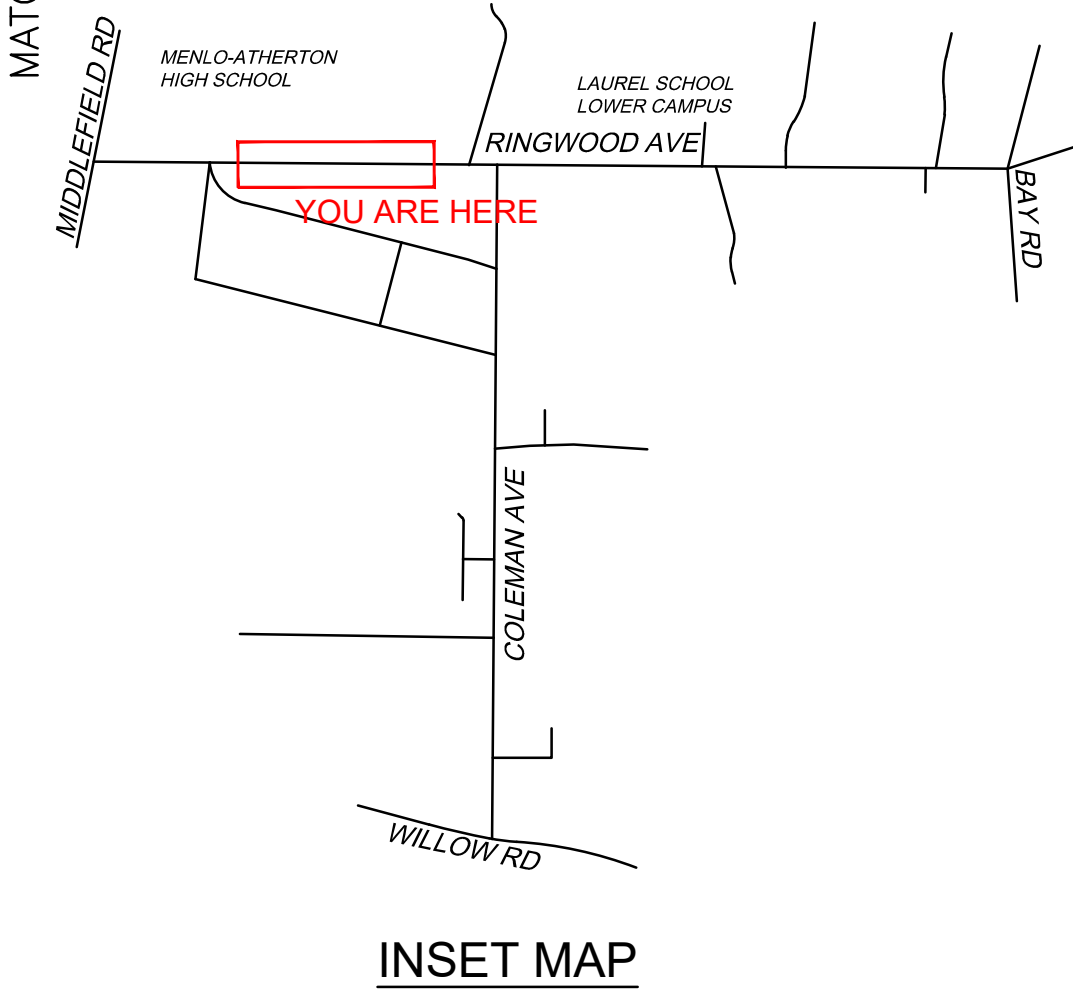 MIDDLEFIELD RD
MENLO-ATHERTON
HIGH SCHOOL
LAUREL SCHOOL
LOWER CAMPUS
RINGWOOD AVE
BAY RD
YOU ARE HERE
COLEMAN AVE
WILLOW RD
INSET MAP